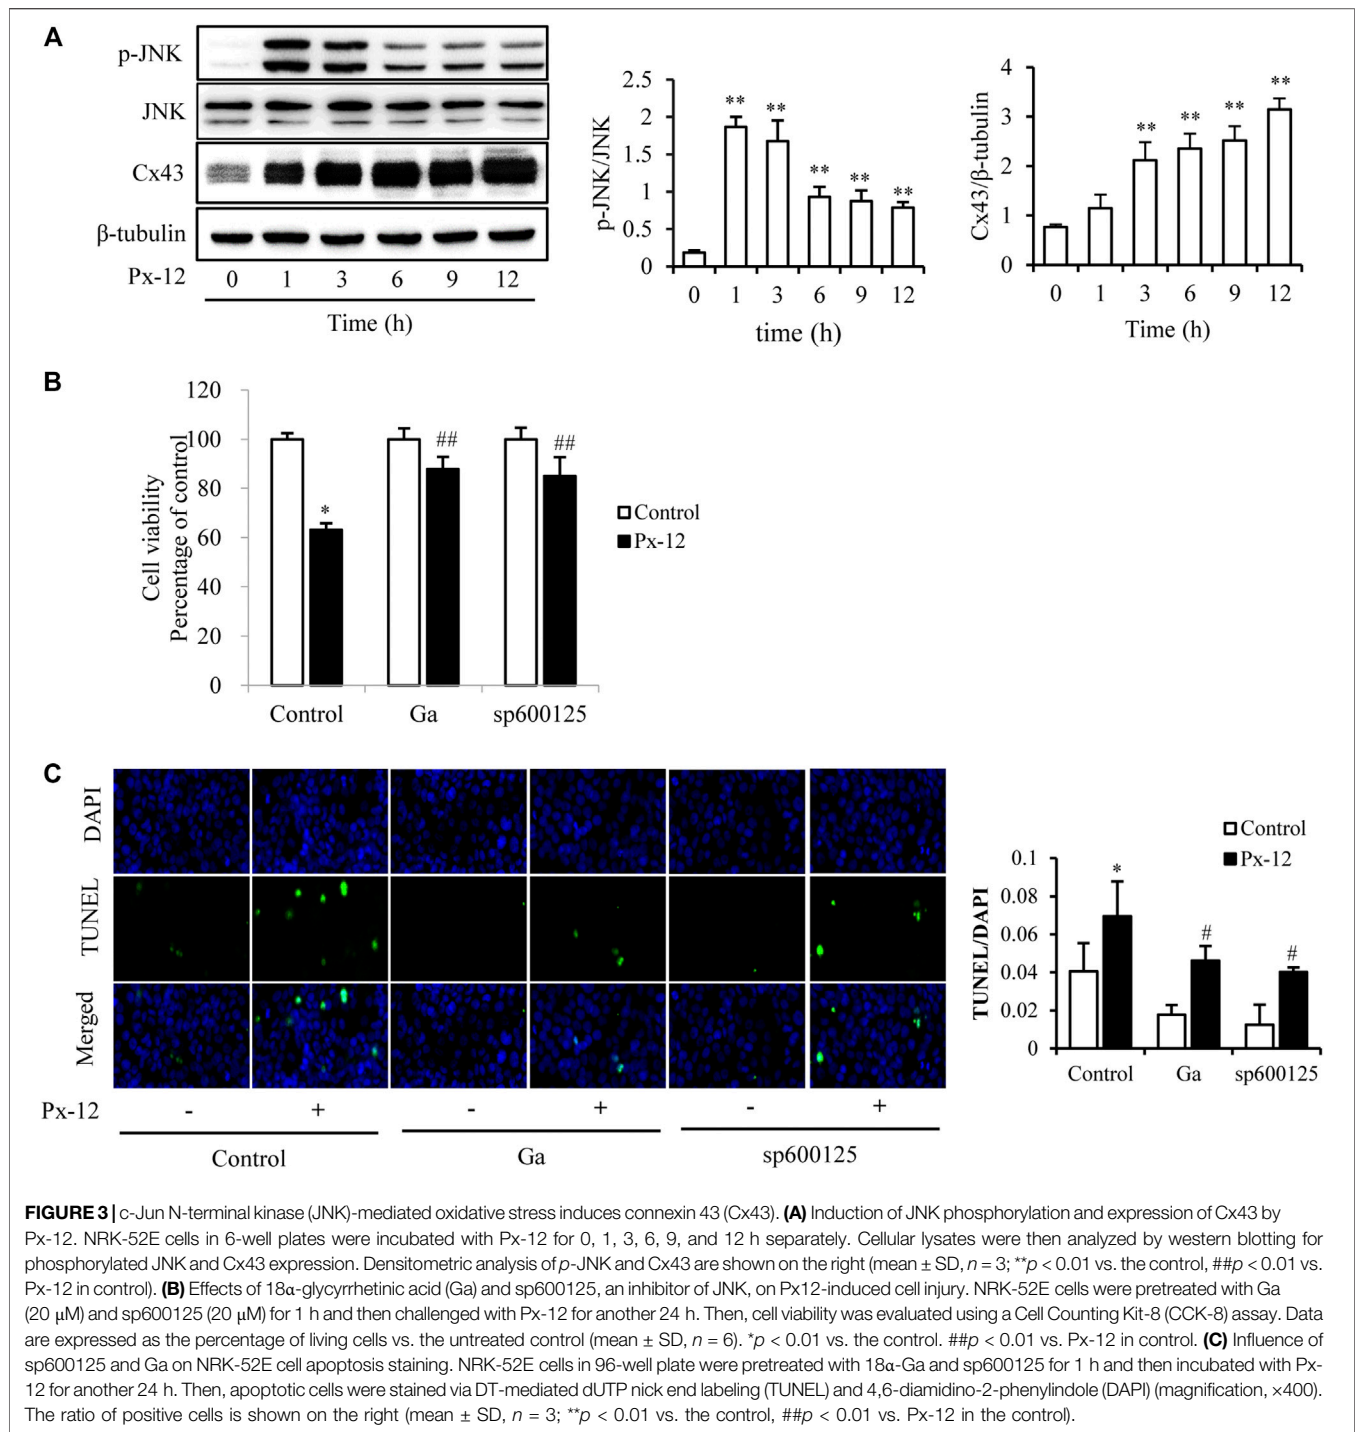 A
p-JNK
JNK
Cx43
β-tubulin
Px-12 0 1 3 6 9 12
Time (h)
p-JNK/JNK
2.5
2
1.5
1
0.5
0
** ** ** ** **
0 1 3 6 9 12
time (h)
Cx43/β-tubulin
4
3
2
1
0
** ** ** **
0 1 3 6 9 12
Time (h)
B
Cell viability
Percentage of control
120
100
80
60
40
20
0
* ## ##
Control Ga sp600125
Control
Px-12
C
DAPI
TUNEL
Merged
Px-12 - + - + - +
Control Ga sp600125
Control
Px-12
TUNEL/DAPI
0.1
0.08
0.06
0.04
0.02
0
* # #
Control Ga sp600125
FIGURE 3 | c-Jun N-terminal kinase (JNK)-mediated oxidative stress induces connexin 43 (Cx43). (A) Induction of JNK phosphorylation and expression of Cx43 by
Px-12. NRK-52E cells in 6-well plates were incubated with Px-12 for 0, 1, 3, 6, 9, and 12 h separately. Cellular lysates were then analyzed by western blotting for
phosphorylated JNK and Cx43 expression. Densitometric analysis of p-JNK and Cx43 are shown on the right (mean ± SD, n = 3; **p < 0.01 vs. the control, ##p < 0.01 vs.
Px-12 in control). (B) Effects of 18α-glycyrrhetinic acid (Ga) and sp600125, an inhibitor of JNK, on Px12-induced cell injury. NRK-52E cells were pretreated with Ga
(20 μM) and sp600125 (20 μM) for 1 h and then challenged with Px-12 for another 24 h. Then, cell viability was evaluated using a Cell Counting Kit-8 (CCK-8) assay. Data
are expressed as the percentage of living cells vs. the untreated control (mean ± SD, n = 6). *p < 0.01 vs. the control. ##p < 0.01 vs. Px-12 in control. (C) Influence of
sp600125 and Ga on NRK-52E cell apoptosis staining. NRK-52E cells in 96-well plate were pretreated with 18α-Ga and sp600125 for 1 h and then incubated with Px-
12 for another 24 h. Then, apoptotic cells were stained via DT-mediated dUTP nick end labeling (TUNEL) and 4,6-diamidino-2-phenylindole (DAPI) (magnification, ×400).
The ratio of positive cells is shown on the right (mean ± SD, n = 3; **p < 0.01 vs. the control, ##p < 0.01 vs. Px-12 in the control).